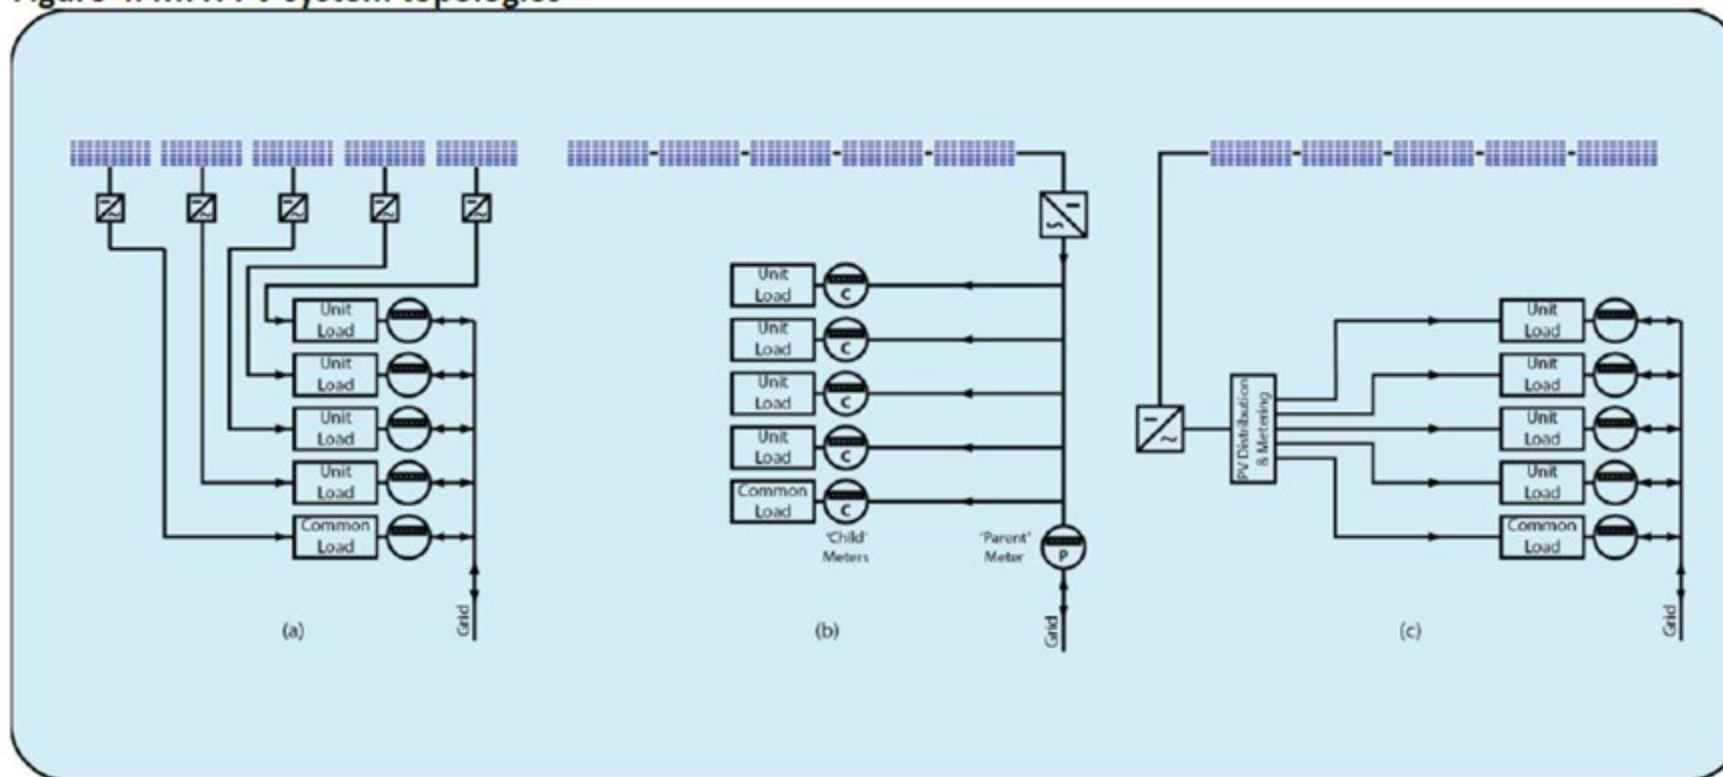 Unit
Load
Unit
Load
Unit
Load
Unit
Load
Common
Load
Grid
(a)
Unit
Load
C
Unit
Load
C
Unit
Load
C
Unit
Load
C
Common
Load
C
'Child'
Meters
'Parent'
Meter
P
Grid
(b)
PV Distribution
& Metering
Unit
Load
Unit
Load
Unit
Load
Unit
Load
Common
Load
Grid
(c)